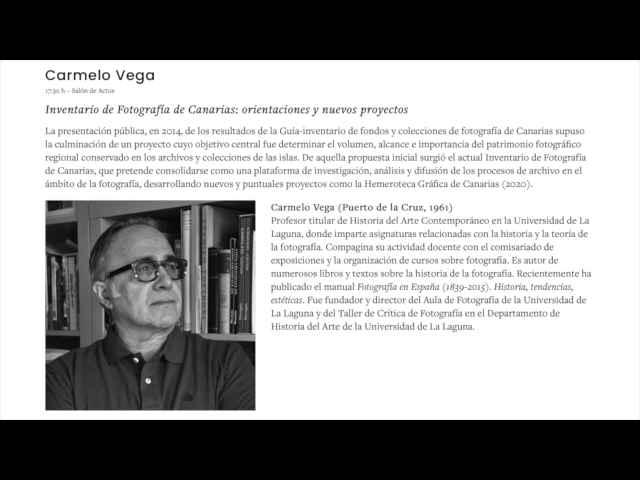 Carmelo Vega
17:30 h – Salón de Actos
Inventario de Fotografía de Canarias: orientaciones y nuevos proyectos
La presentación pública, en 2014, de los resultados de la Guía-inventario de fondos y colecciones de fotografía de Canarias supuso
la culminación de un proyecto cuyo objetivo central fue determinar el volumen, alcance e importancia del patrimonio fotográfico
regional conservado en los archivos y colecciones de las islas. De aquella propuesta inicial surgió el actual Inventario de Fotografía
de Canarias, que pretende consolidarse como una plataforma de investigación, análisis y difusión de los procesos de archivo en el
ámbito de la fotografía, desarrollando nuevos y puntuales proyectos como la Hemeroteca Gráfica de Canarias (2020).
Carmelo Vega (Puerto de la Cruz, 1961)
Profesor titular de Historia del Arte Contemporáneo en la Universidad de La
Laguna, donde imparte asignaturas relacionadas con la historia y la teoría de
la fotografía. Compagina su actividad docente con el comisariado de
exposiciones y la organización de cursos sobre fotografía. Es autor de
numerosos libros y textos sobre la historia de la fotografía. Recientemente ha
publicado el manual Fotografía en España (1839-2015). Historia, tendencias,
estéticas. Fue fundador y director del Aula de Fotografía de la Universidad de
La Laguna y del Taller de Crítica de Fotografía en el Departamento de
Historia del Arte de la Universidad de La Laguna.